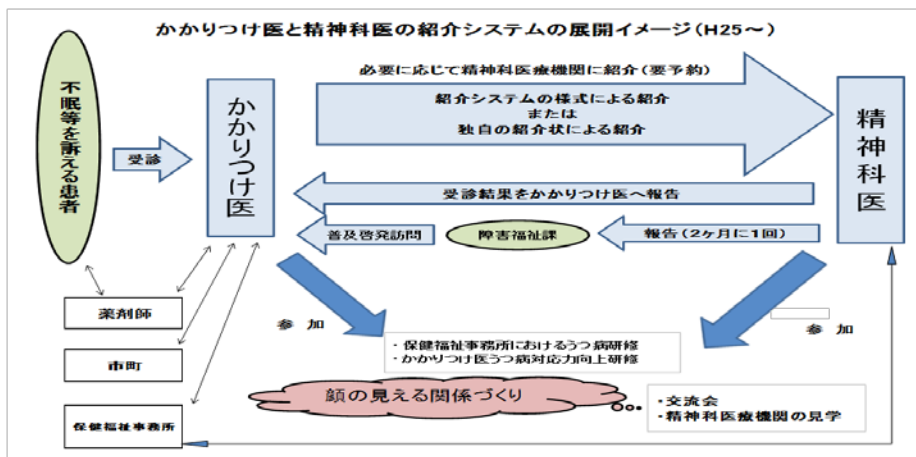 かかりつけ医と精神科医の紹介システムの展開イメージ(H25～)
不眠等を訴える患者
受診
かかりつけ医
必要に応じて精神科医療機関に紹介(要予約)
紹介システムの様式による紹介
または
独自の紹介状による紹介
精神科医
受診結果をかかりつけ医へ報告
普及啓発訪問
障害福祉課
報告(2ヶ月に1回)
薬剤師
市町
保健福祉事務所
参 加
参 加
・保健福祉事務所におけるうつ病研修
・かかりつけ医うつ病対応力向上研修
顔の見える関係づくり
・交流会
・精神科医療機関の見学